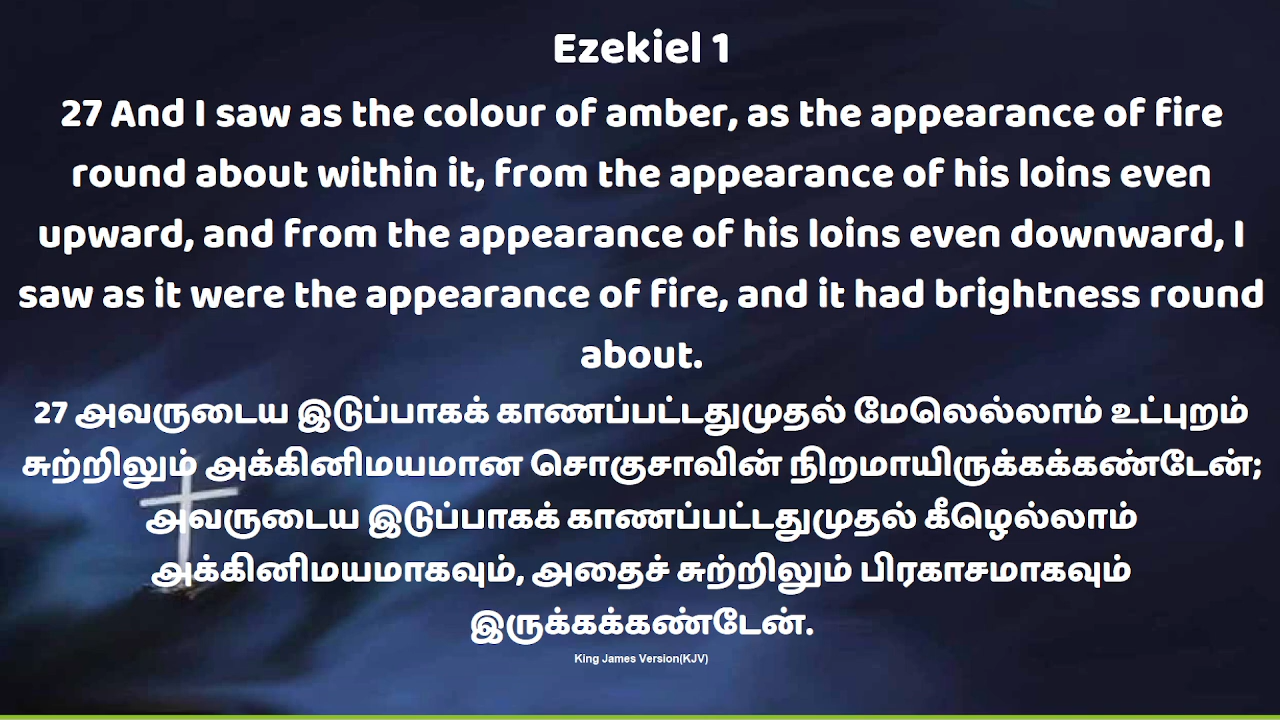 Ezekiel 1
27 And I saw as the colour of amber, as the appearance of fire
round about within it, from the appearance of his loins even
upward, and from the appearance of his loins even downward, I
saw as it were the appearance of fire, and it had brightness round
about.
27 அவருடைய இடுப்பாகக் காணப்பட்டதுமுதல் மேலெல்லாம் உட்புறம்
சுற்றிலும் அக்கினிமயமான சொகுசாவின் நிறமாயிருக்கக்கண்டேன்;
அவருடைய இடுப்பாகக் காணப்பட்டதுமுதல் கீழெல்லாம்
அக்கினிமயமாகவும், அதைச் சுற்றிலும் பிரகாசமாகவும்
இருக்கக்கண்டேன்.
King James Version(KJV)